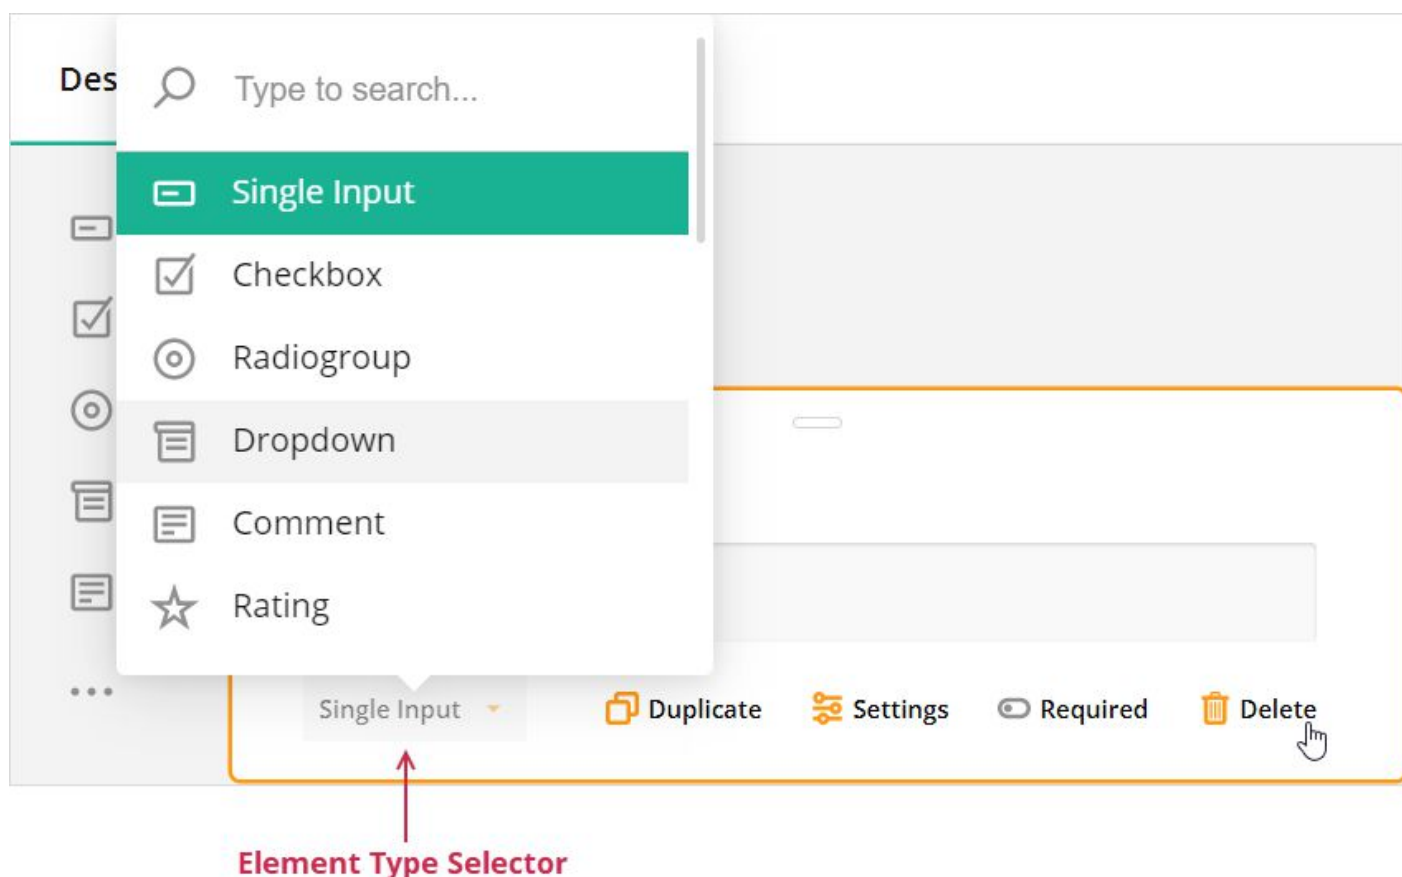 Des
Type to search...
Single Input
Checkbox
Radiogroup
Dropdown
Comment
Rating
Single Input
Duplicate
Settings
Required
Delete
Element Type Selector